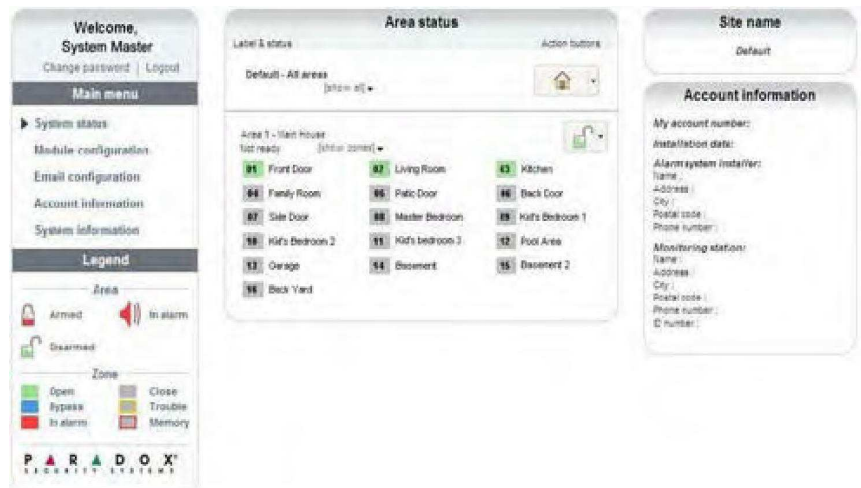 Welcome,
System Master
Change password | Logout
Main menu
System status
Module configuration
Email configuration
Account information
System information
Legend
Area
Armed
In alarm
Disarmed
Zone
Open
Close
Bypass
Trouble
In alarm
Memory
PARADOX
SECURITY SYSTEMS
Area status
Label & status
Action buttons
Default - All areas
[show all]
Area 1 - Main House
Not ready
[show zones]
01 Front Door
02 Living Room
03 Kitchen
04 Family Room
05 Patio Door
06 Back Door
07 Side Door
08 Master Bedroom
09 Kid's Bedroom 1
10 Kid's Bedroom 2
11 Kid's bedroom 3
12 Pool Area
13 Garage
14 Basement
15 Basement 2
16 Back Yard
Site name
Default
Account information
My account number:
Installation date:
Alarm system installer:
Name :
Address :
City :
Postal code :
Phone number :
Monitoring station:
Name :
Address :
City :
Postal code :
Phone number :
ID number :